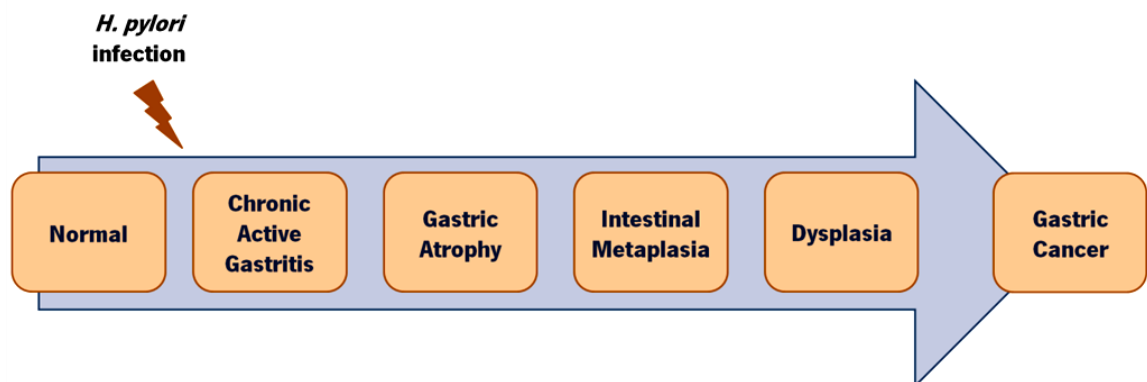 H. pylori
infection
Normal
Chronic
Active
Gastritis
Gastric
Atrophy
Intestinal
Metaplasia
Dysplasia
Gastric
Cancer